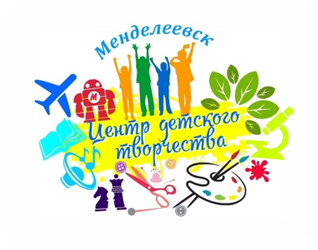 Менделеевск
М
Центр детского
творчества